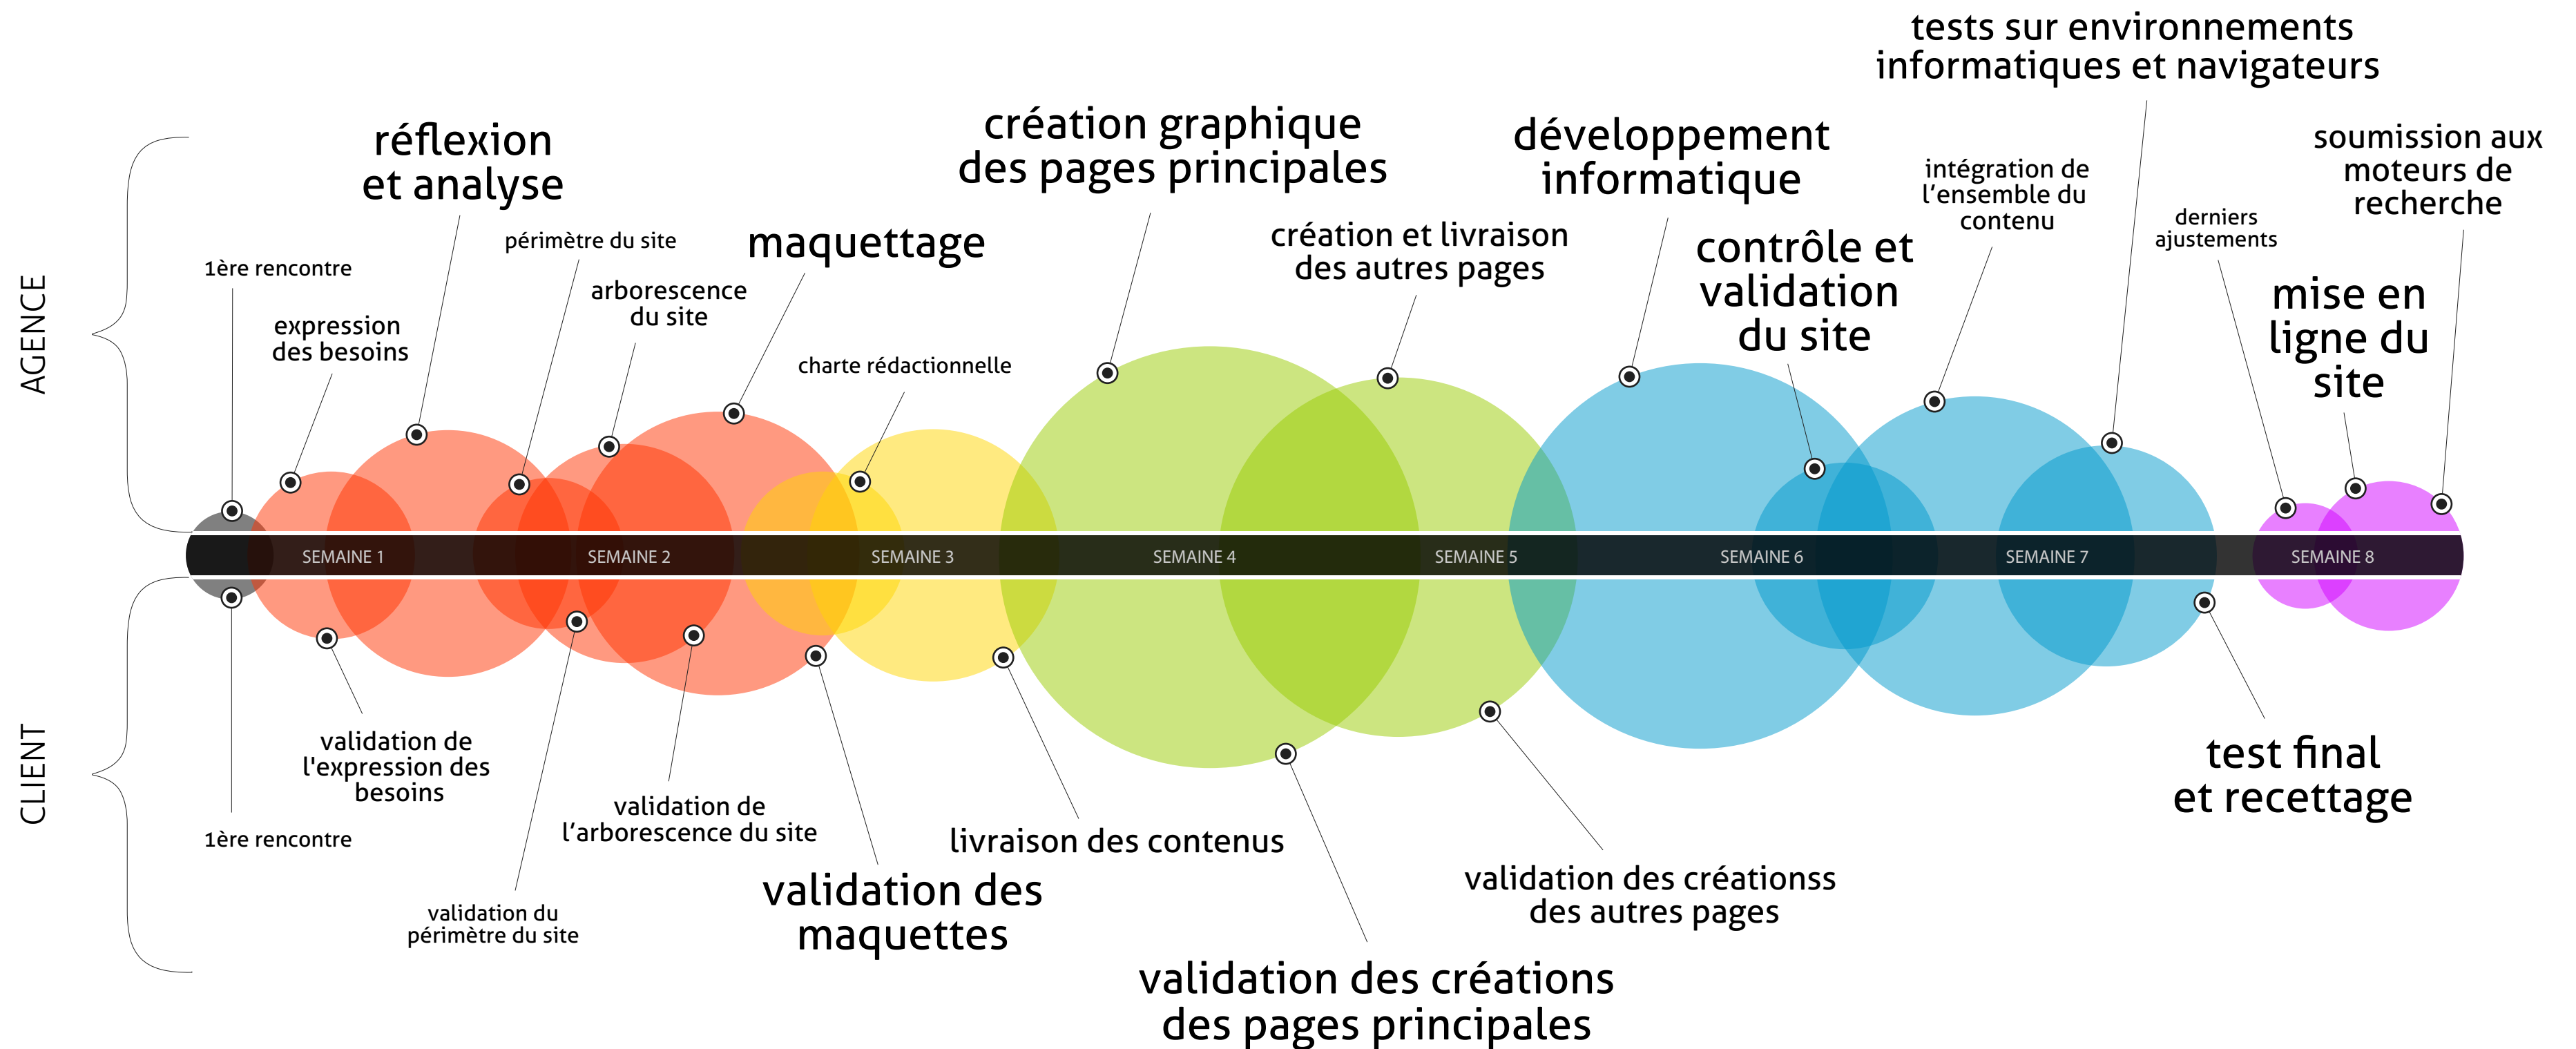 AGENCE
1ère rencontre
expression
des besoins
réflexion
et analyse
périmètre du site
arborescence
du site
maquettage
charte rédactionnelle
création graphique
des pages principales
création et livraison
des autres pages
développement
informatique
contrôle et
validation
du site
intégration de
l’ensemble du
contenu
tests sur environnements
informatiques et navigateurs
derniers
ajustements
mise en
ligne du
site
soumission aux
moteurs de
recherche
SEMAINE 1
SEMAINE 2
SEMAINE 3
SEMAINE 4
SEMAINE 5
SEMAINE 6
SEMAINE 7
SEMAINE 8
CLIENT
1ère rencontre
validation de
l'expression des
besoins
validation du
périmètre du site
validation de
l’arborescence du site
validation des
maquettes
livraison des contenus
validation des créations
des pages principales
validation des créationss
des autres pages
test final
et recettage